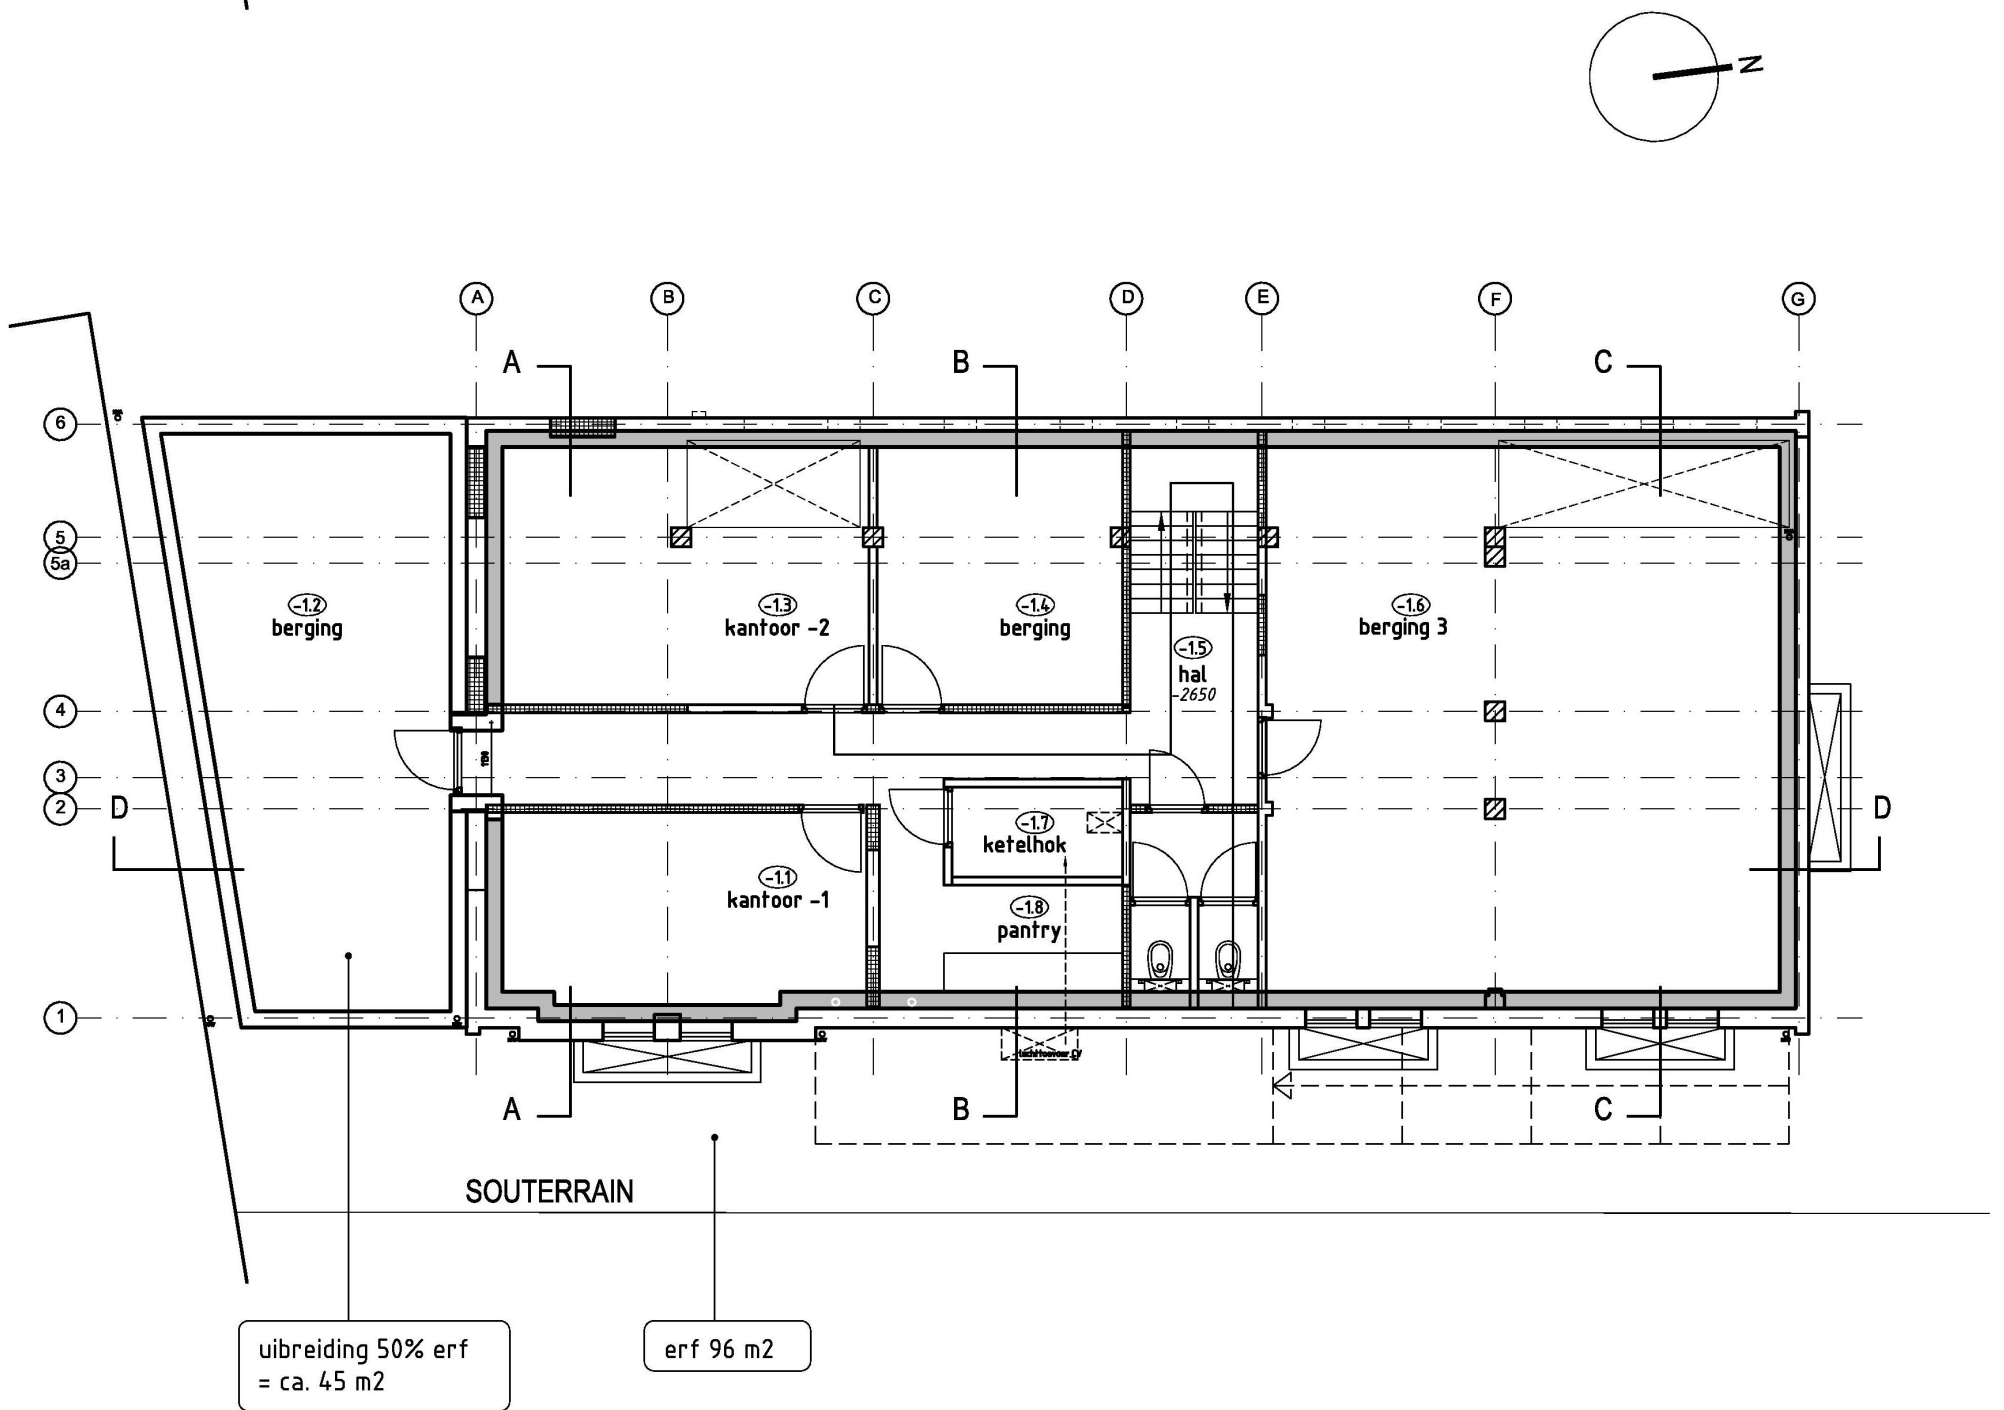 N
A
B
C
D
E
F
G
A
B
C
6
5
5a
4
3
2
1
-1.2
berging
-1.3
kantoor -2
-1.4
berging
-1.5
hal
-2650
-1.6
berging 3
D
D
-1.7
ketelhok
-1.1
kantoor -1
-1.8
pantry
A
B
C
SOUTERRAIN
uibreiding 50% erf
= ca. 45 m2
erf 96 m2